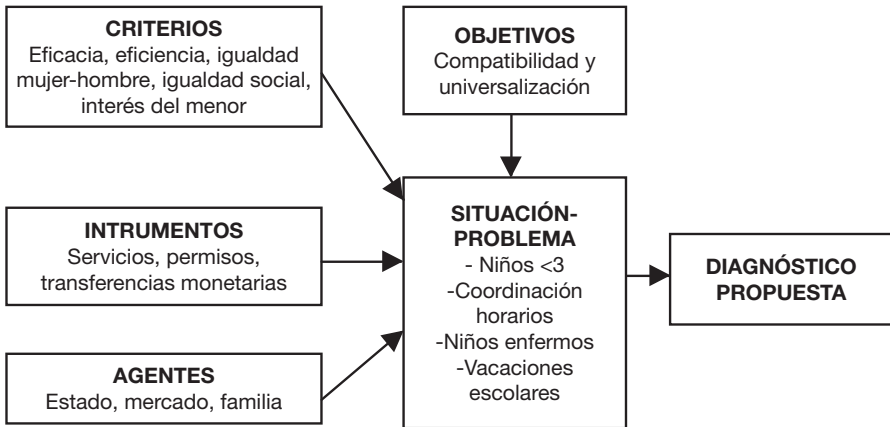 CRITERIOS
Eficacia, eficiencia, igualdad
mujer-hombre, igualdad social,
interés del menor
OBJETIVOS
Compatibilidad y
universalización
INTRUMENTOS
Servicios, permisos,
transferencias monetarias
SITUACIÓN-
PROBLEMA
- Niños <3
-Coordinación
horarios
-Niños enfermos
-Vacaciones
escolares
DIAGNÓSTICO
PROPUESTA
AGENTES
Estado, mercado, familia